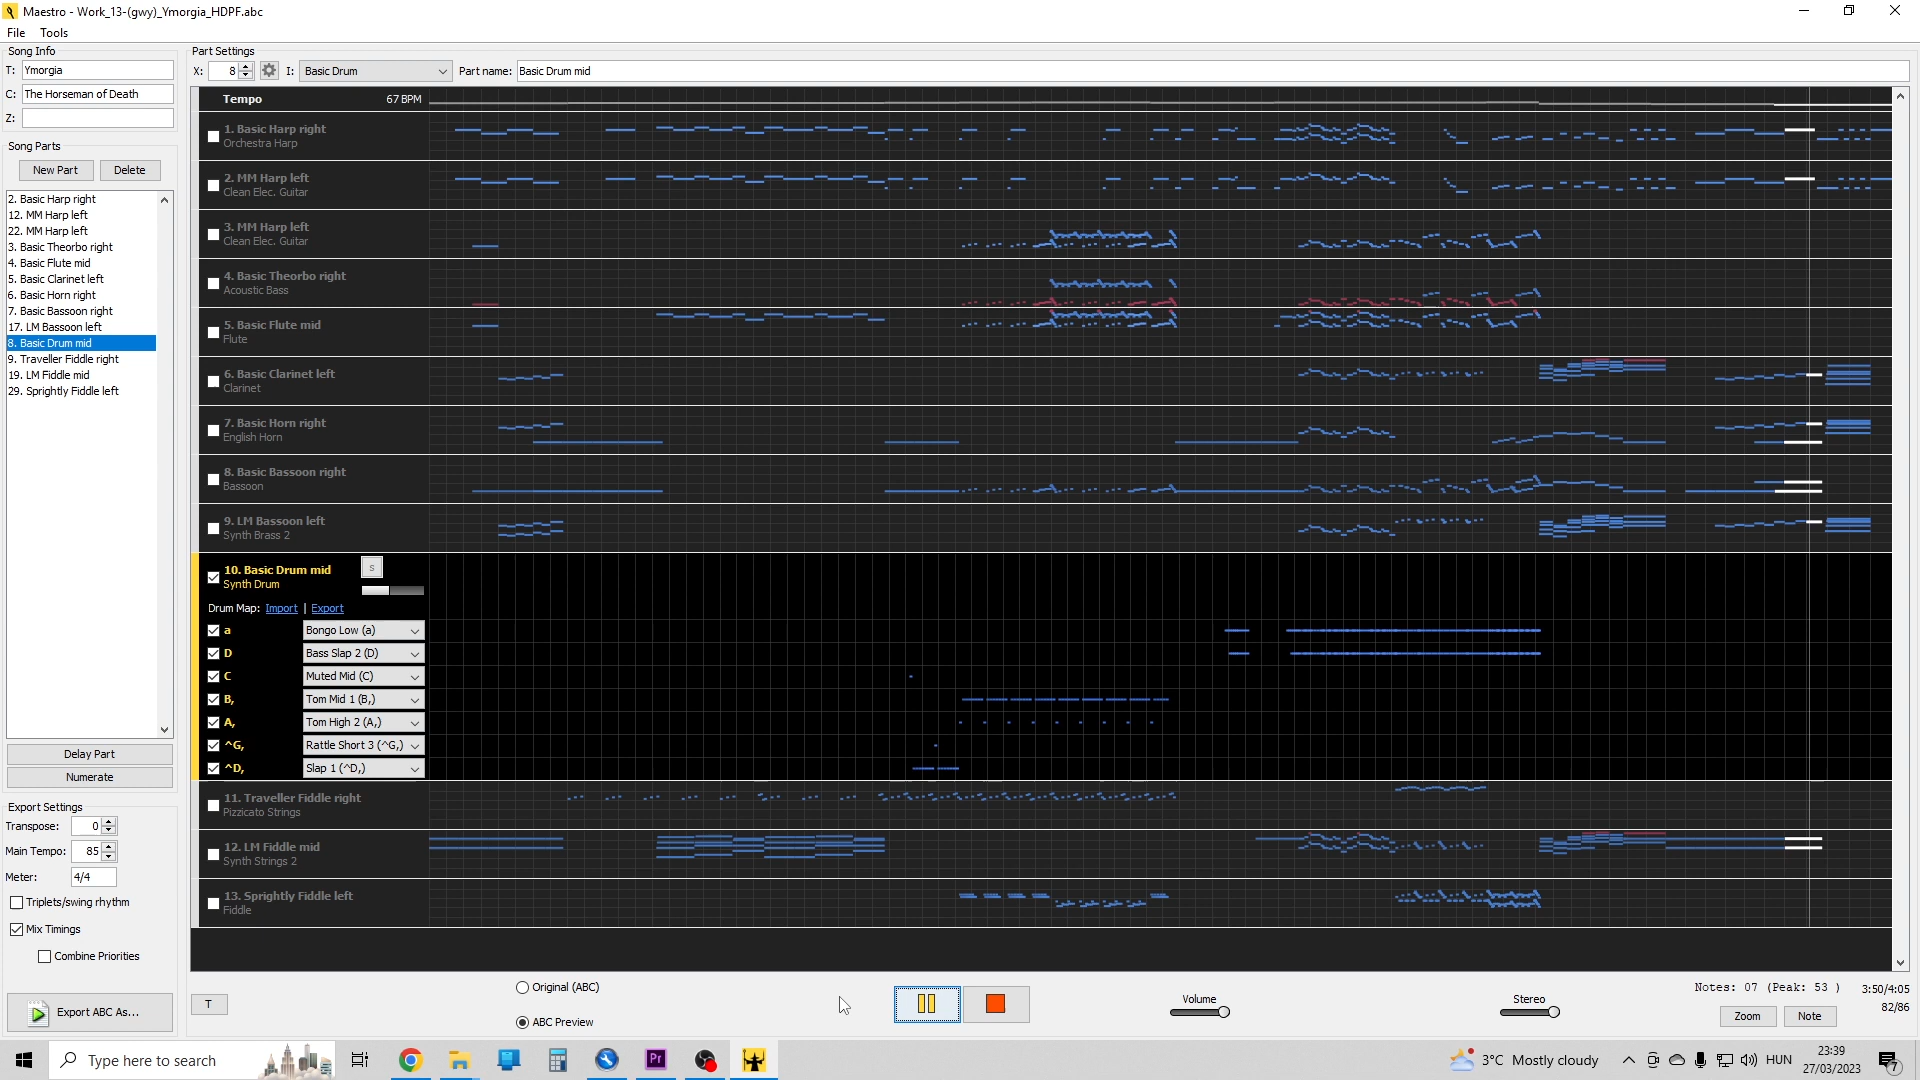 Maestro - Work_13-(gwy)_Ymorgia_HDPF.abc
File Tools
Song Info
T: Ymorgia
C: The Horseman of Death
Z:
Song Parts
New Part Delete
2. Basic Harp right
12. MM Harp left
22. MM Harp left
3. Basic Theorbo right
4. Basic Flute mid
5. Basic Clarinet left
6. Basic Horn right
7. Basic Bassoon right
17. LM Bassoon left
8. Basic Drum mid
9. Traveller Fiddle right
19. LM Fiddle mid
29. Sprightly Fiddle left
Delay Part
Numerate
Export Settings
Transpose: 0
Main Tempo: 85
Meter: 4/4
Triplets/swing rhythm
Mix Timings
Combine Priorities
Export ABC As...
Part Settings
X: 8 I: Basic Drum Part name: Basic Drum mid
Tempo 67 BPM
1. Basic Harp right
Orchestra Harp
2. MM Harp left
Clean Elec. Guitar
3. MM Harp left
Clean Elec. Guitar
4. Basic Theorbo right
Acoustic Bass
5. Basic Flute mid
Flute
6. Basic Clarinet left
Clarinet
7. Basic Horn right
English Horn
8. Basic Bassoon right
Bassoon
9. LM Bassoon left
Synth Brass 2
10. Basic Drum mid s
Synth Drum
Drum Map: Import | Export
a Bongo Low (a)
D Bass Slap 2 (D)
C Muted Mid (C)
B, Tom Mid 1 (B,)
A, Tom High 2 (A,)
^G, Rattle Short 3 (^G,)
^D, Slap 1 (^D,)
11. Traveller Fiddle right
Pizzicato Strings
12. LM Fiddle mid
Synth Strings 2
13. Sprightly Fiddle left
Fiddle
T
Original (ABC)
ABC Preview
Volume
Stereo
Notes: 07 (Peak: 53 )
3:50/4:05
82/86
Zoom Note
Type here to search
Pr
3°C Mostly cloudy
HUN
23:39
27/03/2023
7